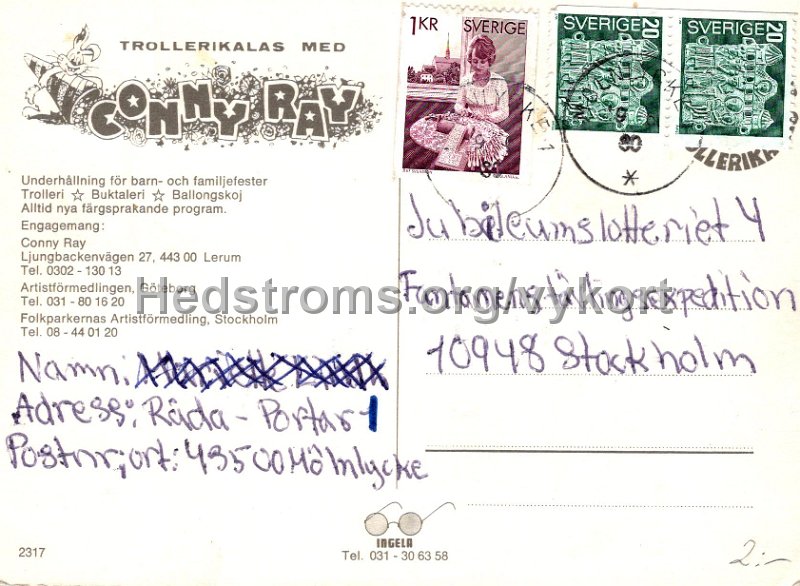 TROLLERIKALAS MED
CONNY RAY
Underhållning för barn- och familjefester
Trolleri ☆ Buktaleri ☆ Ballongskoj
Alltid nya färgsprakande program.
Engagemang:
Conny Ray
Ljungbackenvägen 27, 443 00 Lerum
Tel. 0302 - 130 13
Artistförmedlingen, Göteborg
Tel. 031 - 80 16 20
Folkparkernas Artistförmedling, Stockholm
Tel. 08 - 44 01 20
Namn:
Adress: Råda - Portar 1
Postnr; ort: 43500 Mölnlycke
2317
INGELA
Tel. 031 - 30 63 58
1KR SVERIGE
SVERIGE 20
SVERIGE 20
80
Jubileumslotteriet 4
10948 Stockholm
2:-
Hedstroms.org/vykort